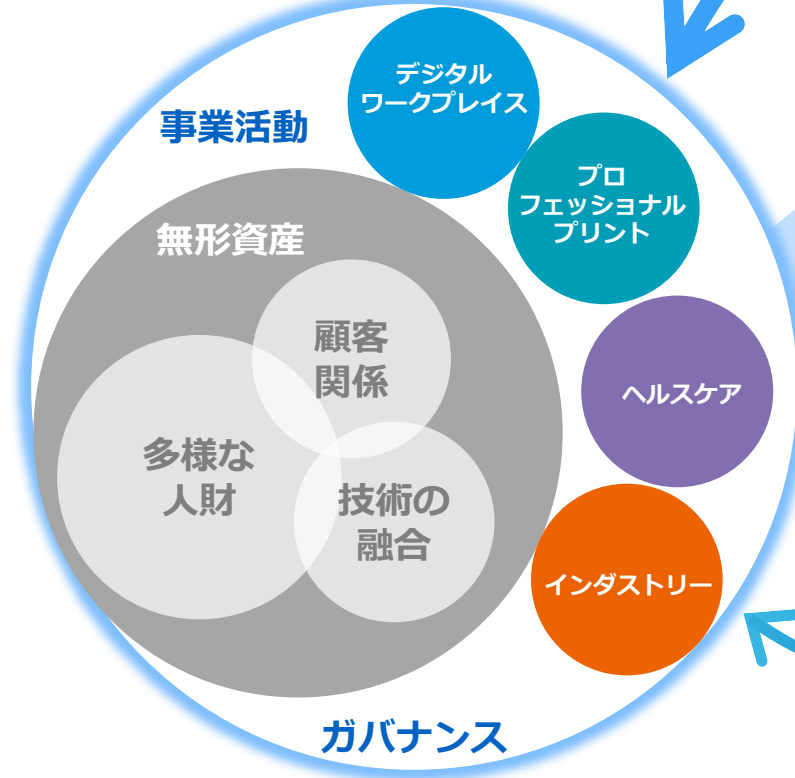 デジタル
ワークプレイス
事業活動
プロ
フェッショナル
プリント
無形資産
顧客
関係
ヘルスケア
多様な
人財
技術の
融合
インダストリー
ガバナンス